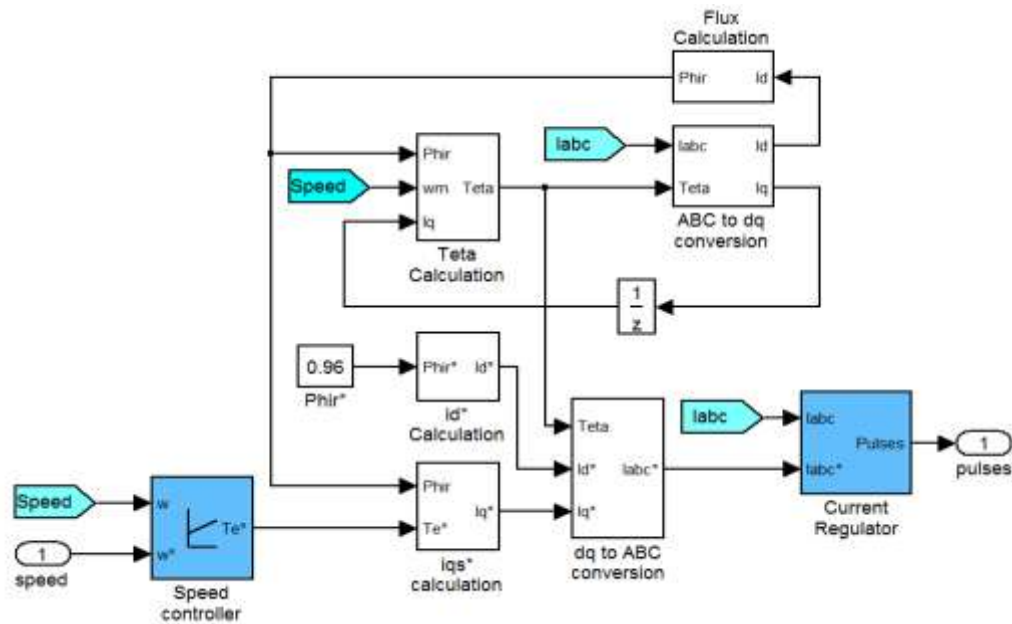 Flux
Calculation
Phir Id
Iabc
Iabc Id
Teta Iq
ABC to dq
conversion
Phir
Speed
wm Teta
Iq
Teta
Calculation
1
z
0.96
Phir*
Phir* Id*
id*
Calculation
Teta
Id* Iabc*
Iq*
dq to ABC
conversion
Iabc
Iabc
Pulses
Iabc*
Current
Regulator
1
pulses
Phir
Iq*
Te*
iqs*
calculation
Speed
w
Te*
w*
1
speed
Speed
controller